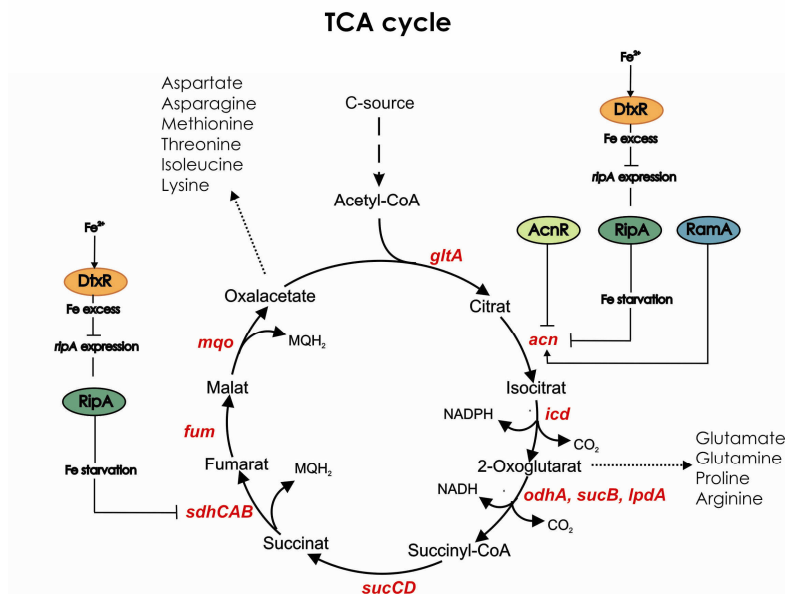 TCA cycle
Aspartate
Asparagine
Methionine
Threonine
Isoleucine
Lysine
C-source
Acetyl-CoA
Fe²⁺
DtxR
Fe excess
ripA expression
AcnR
RipA
RamA
Fe starvation
gltA
Oxalacetate
Citrat
acn
mqo
MQH₂
Malat
Isocitrat
NADPH
icd
CO₂
fum
Fumarat
MQH₂
2-Oxoglutarat
Glutamate
Glutamine
Proline
Arginine
NADH
odhA, sucB, lpdA
CO₂
sdhCAB
Succinat
Succinyl-CoA
sucCD
Fe²⁺
DtxR
Fe excess
ripA expression
RipA
Fe starvation